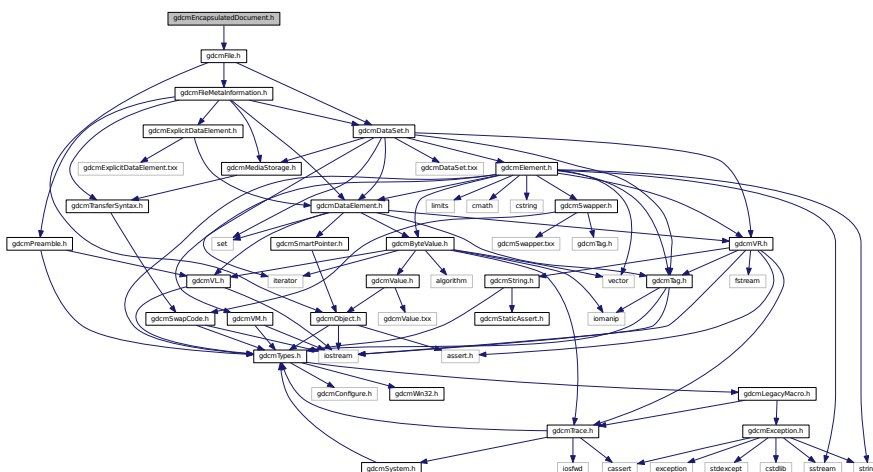 gdcmEncapsulatedDocument.h
gdcmFile.h
gdcmFileMetaInformation.h
gdcmExplicitDataElement.h
gdcmDataSet.h
gdcmExplicitDataElement.txx
gdcmMediaStorage.h
gdcmDataSet.txx
gdcmElement.h
gdcmTransferSyntax.h
gdcmDataElement.h
limits
cmath
cstring
gdcmSwapper.h
gdcmPreamble.h
set
gdcmSmartPointer.h
gdcmByteValue.h
gdcmSwapper.txx
gdcmTag.h
gdcmVR.h
gdcmVL.h
iterator
gdcmValue.h
algorithm
gdcmString.h
vector
gdcmTag.h
fstream
gdcmSwapCode.h
gdcmVM.h
gdcmObject.h
gdcmValue.txx
gdcmStaticAssert.h
iomanip
gdcmTypes.h
iostream
assert.h
gdcmConfigure.h
gdcmWin32.h
gdcmLegacyMacro.h
gdcmTrace.h
gdcmException.h
gdcmSystem.h
iosfwd
cassert
exception
stdexcept
cstdlib
sstream
strin